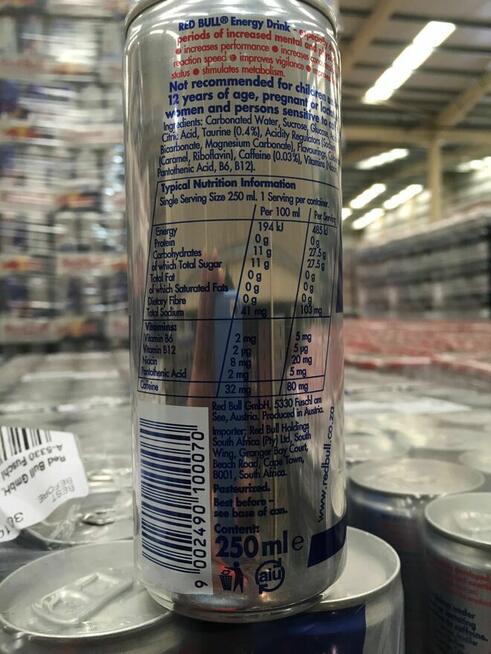 RED BULL® Energy Drink - especially
periods of increased mental and
• increases performance • increases
reaction speed • improves vigilance •
status • stimulates metabolism.
Not recommended for children
12 years of age, pregnant
women and persons sensitive to
Ingredients: Carbonated Water, Sucrose, Glucose,
Citric Acid, Taurine (0.4%), Acidity Regulators (Sodium
Bicarbonate, Magnesium Carbonate), Flavourings,
(Caramel, Riboflavin), Caffeine (0.03%), Vitamins (Niacin,
Pantothenic Acid, B6, B12).
Typical Nutrition Information
Single Serving Size 250 ml. 1 Serving per container.
Per 100 ml Per Serving
Energy 194 kJ 485 kJ
Protein 0 g 0 g
Carbohydrates 11 g 27.5 g
of which Total Sugar 11 g 27.5 g
Total Fat 0 g 0 g
of which Saturated Fats 0 g 0 g
Dietary Fibre 0 g 0 g
Total Sodium 41 mg 103 mg
Vitamins:
Vitamin B6 2 mg 5 mg
Vitamin B12 2 µg 5 µg
Niacin 8 mg 20 mg
Pantothenic Acid 2 mg 5 mg
Caffeine 32 mg 80 mg
Red Bull GmbH, 5330 Fuschl am
See, Austria. Produced in Austria.
Importer: Red Bull Holdings
South Africa (Pty) Ltd, South
Wing, Granger Bay Court,
Beach Road, Cape Town,
8001, South Africa.
Pasteurized.
Best before –
see base of can.
Content:
250 ml e
www.redbull.co.za
9 002490 100070
alu
Red Bull GmbH,
A-5330 Fuschl
BEST
BEFORE